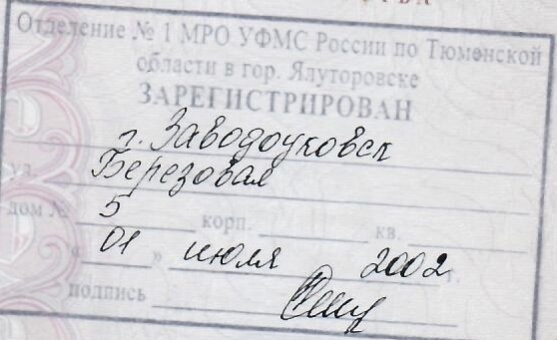 Отделение № 1 МРО УФМС России по Тюменской
области в гор. Ялуторовске
ЗАРЕГИСТРИРОВАН
г. Заводоуковск
ул. Березовая
дом № 5 корп. кв.
«01» июля 2002 г.
подпись